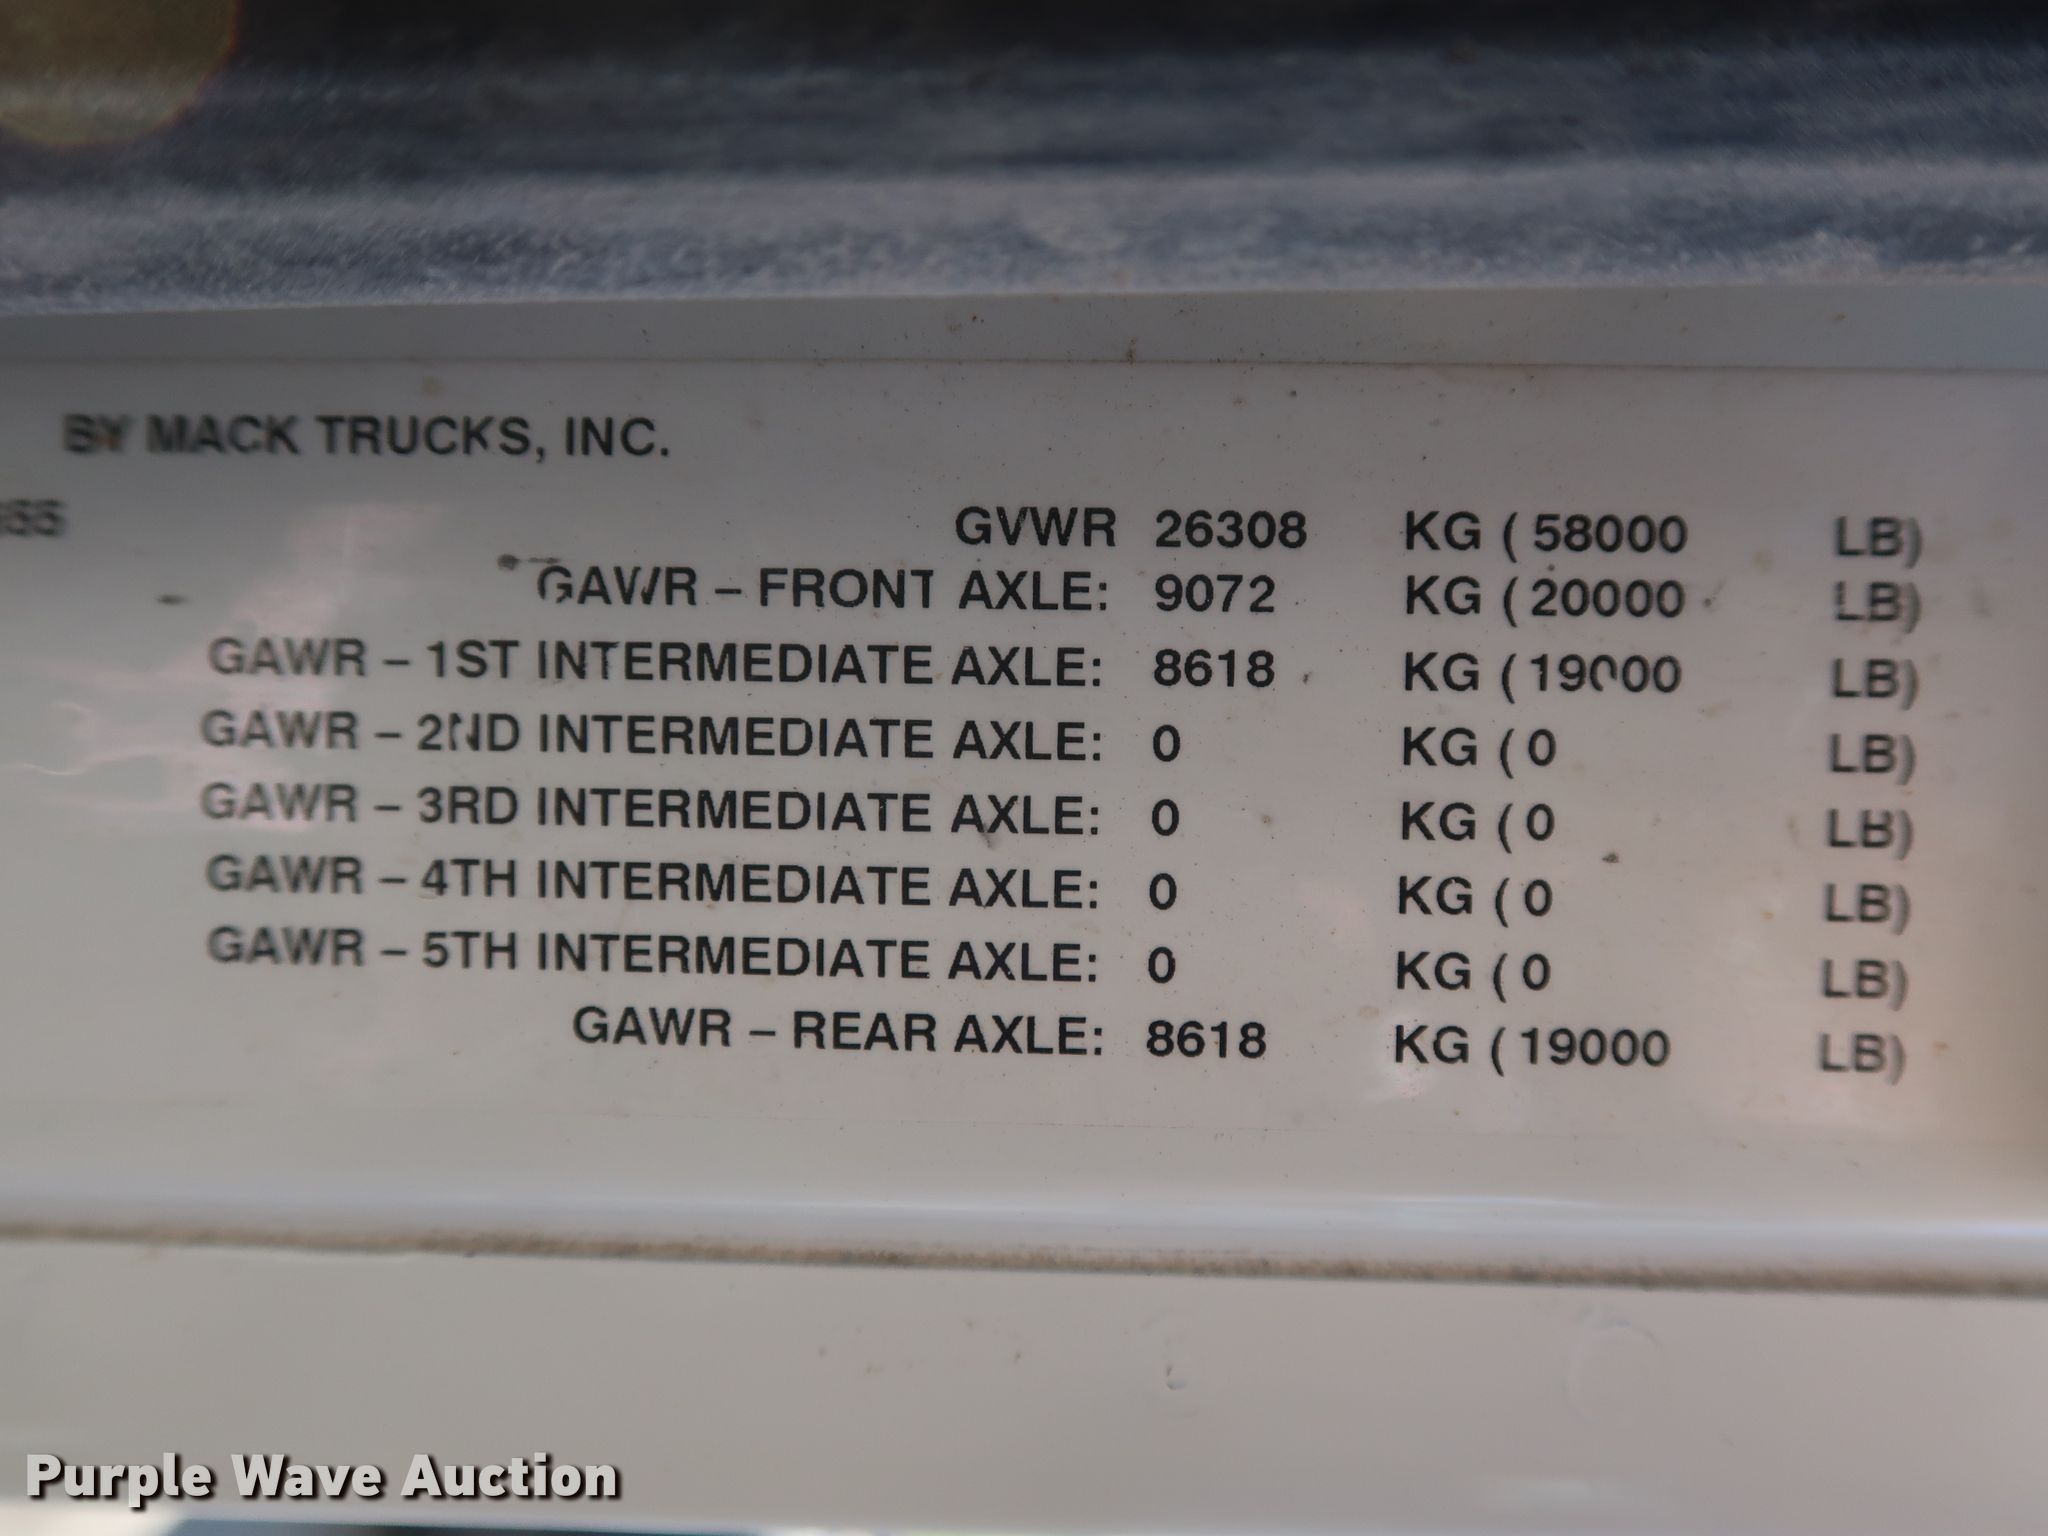 BY MACK TRUCKS, INC.
GVWR 26308 KG ( 58000 LB)
GAWR – FRONT AXLE: 9072 KG ( 20000 LB)
GAWR – 1ST INTERMEDIATE AXLE: 8618 KG ( 19000 LB)
GAWR – 2ND INTERMEDIATE AXLE: 0 KG ( 0 LB)
GAWR – 3RD INTERMEDIATE AXLE: 0 KG ( 0 LB)
GAWR – 4TH INTERMEDIATE AXLE: 0 KG ( 0 LB)
GAWR – 5TH INTERMEDIATE AXLE: 0 KG ( 0 LB)
GAWR – REAR AXLE: 8618 KG ( 19000 LB)
Purple Wave Auction